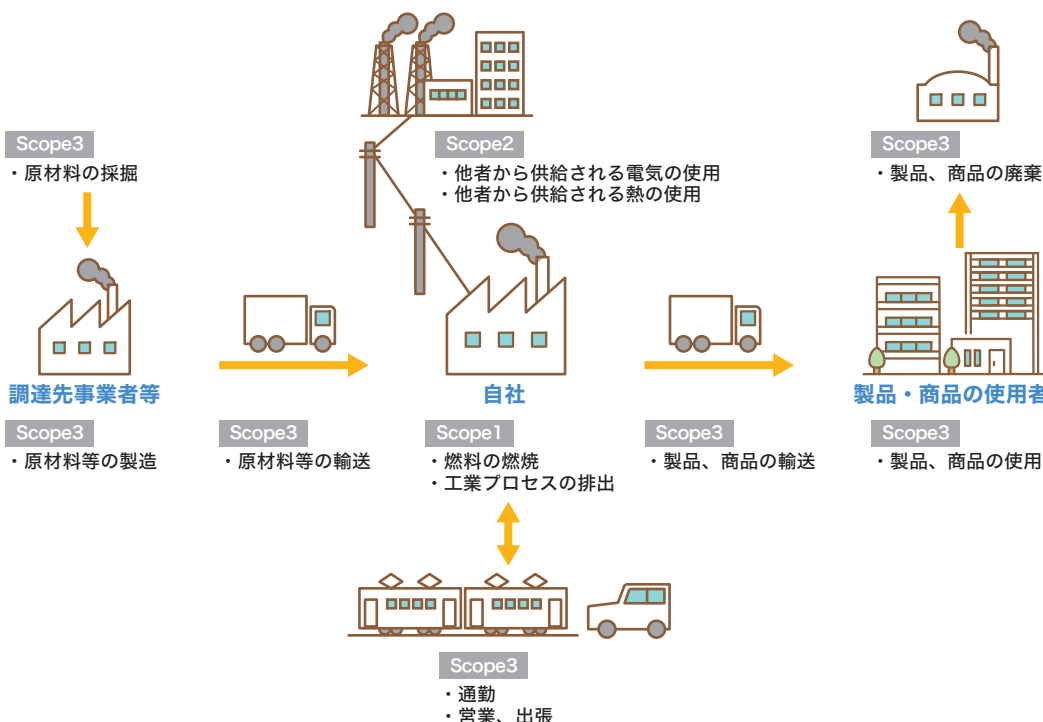 Scope3
・原材料の採掘
Scope2
・他者から供給される電気の使用
・他者から供給される熱の使用
Scope3
・製品、商品の廃棄
調達先事業者等
自社
製品・商品の使用者
Scope3
・原材料等の製造
Scope3
・原材料等の輸送
Scope1
・燃料の燃焼
・工業プロセスの排出
Scope3
・製品、商品の輸送
Scope3
・製品、商品の使用
Scope3
・通勤
・営業、出張